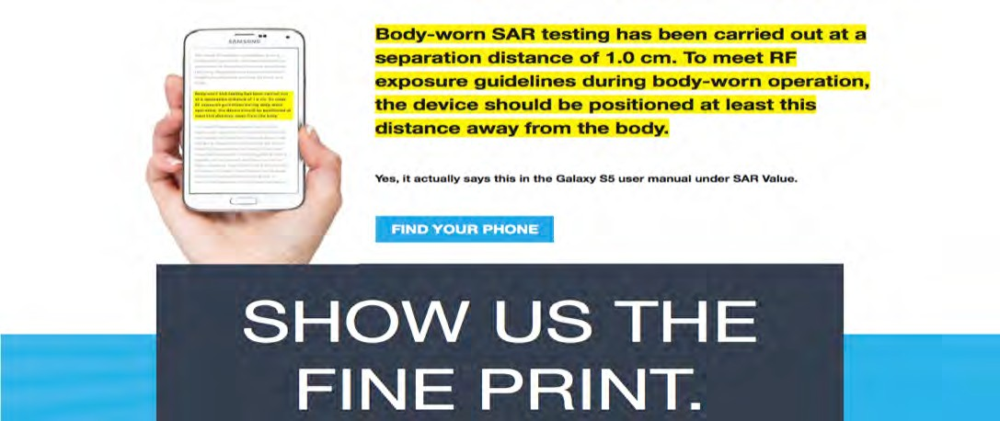 SAMSUNG
Body-worn SAR testing has been carried out at a
separation distance of 1.0 cm. To meet RF
exposure guidelines during body-worn operation,
the device should be positioned at least this
distance away from the body.
Yes, it actually says this in the Galaxy S5 user manual under SAR Value.
FIND YOUR PHONE
SHOW US THE
FINE PRINT.